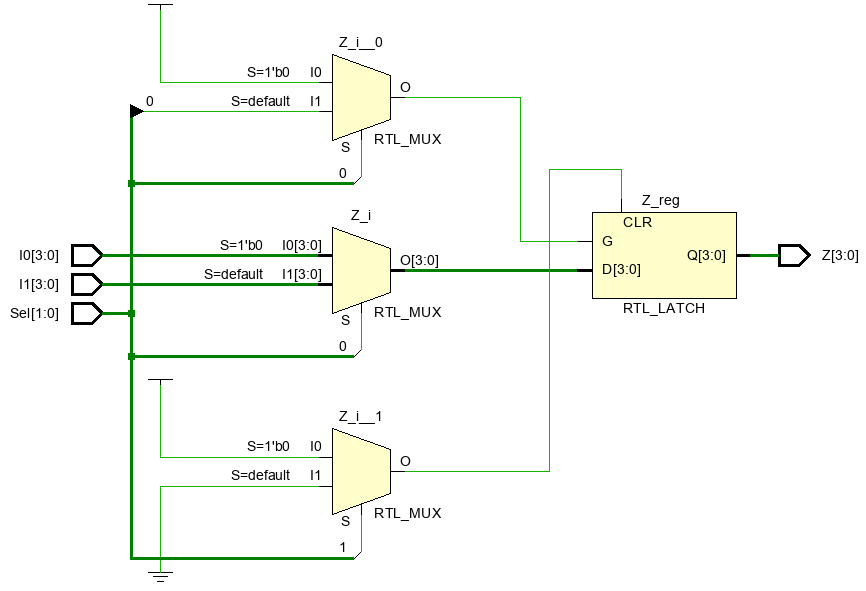 Z_i__0
S=1'b0 I0
O
0 S=default I1
RTL_MUX
S
0
Z_i
I0[3:0] S=1'b0 I0[3:0]
O[3:0]
I1[3:0] S=default I1[3:0]
Sel[1:0] S RTL_MUX
0
Z_reg
CLR
G
Q[3:0] Z[3:0]
D[3:0]
RTL_LATCH
Z_i__1
S=1'b0 I0
O
S=default I1
S RTL_MUX
1